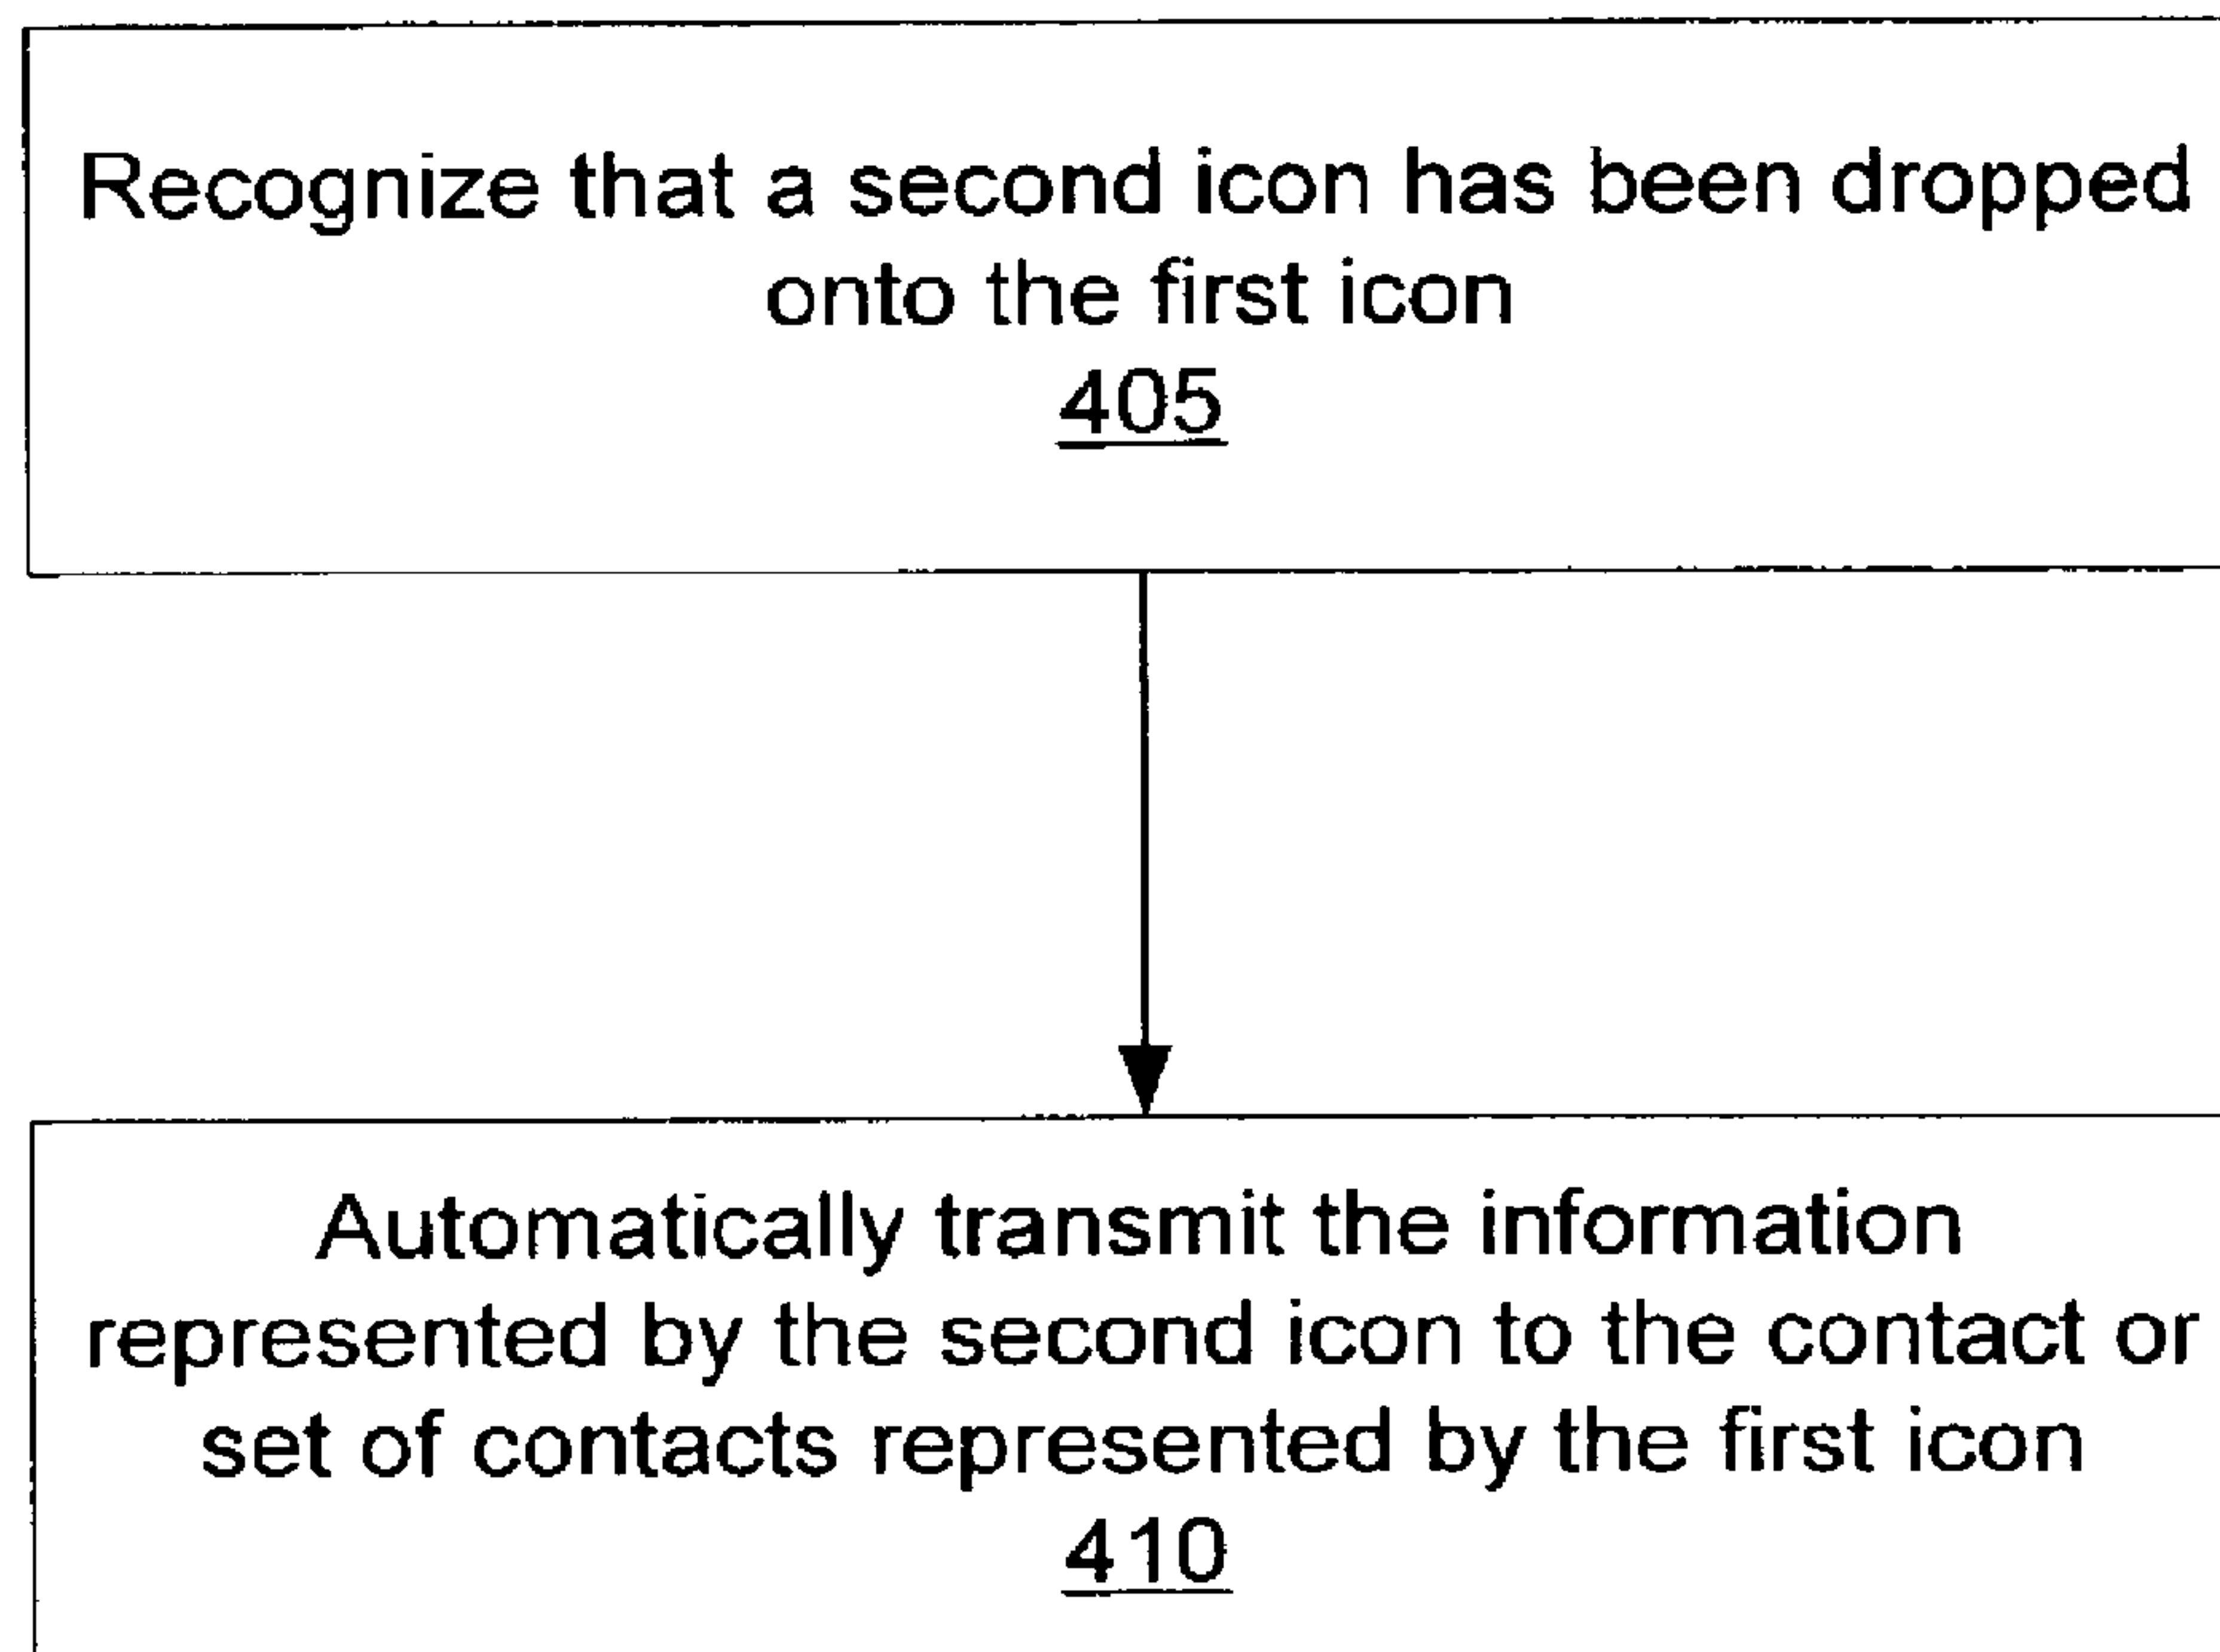 Recognize that a second icon has been dropped
onto the first icon
405
Automatically transmit the information
represented by the second icon to the contact or
set of contacts represented by the first icon
410